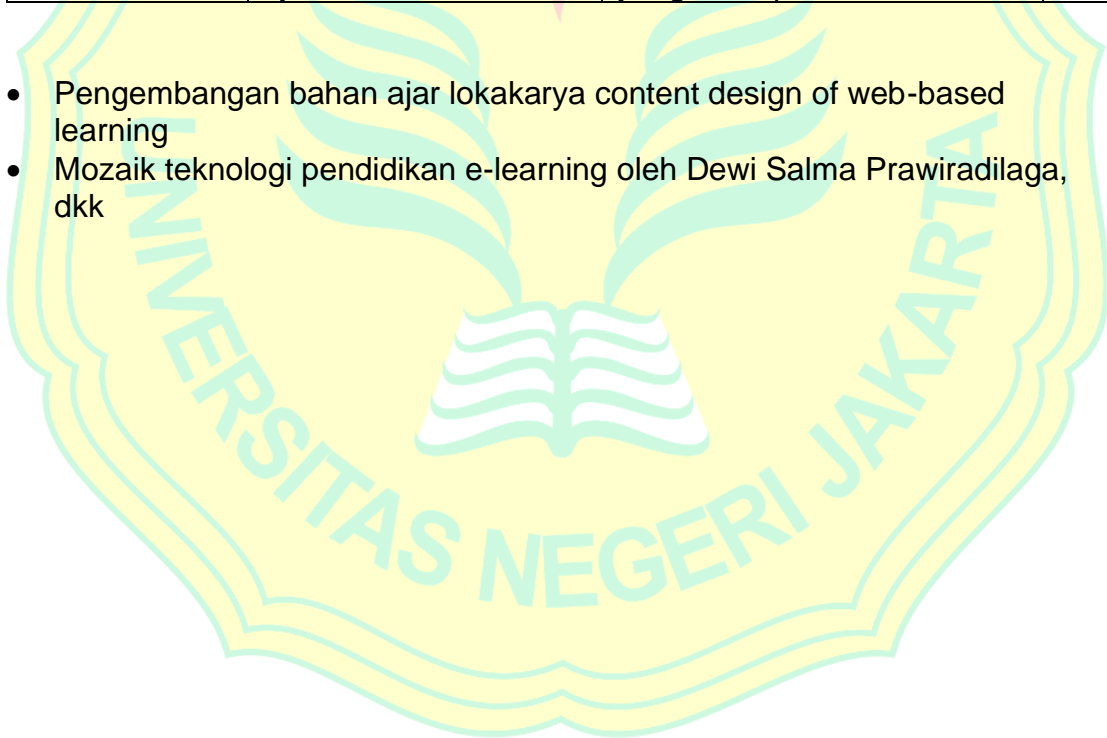 • Pengembangan bahan ajar lokakarya content design of web-based
learning
• Mozaik teknologi pendidikan e-learning oleh Dewi Salma Prawiradilaga,
dkk
UNIVERSITAS NEGERI JAKARTA